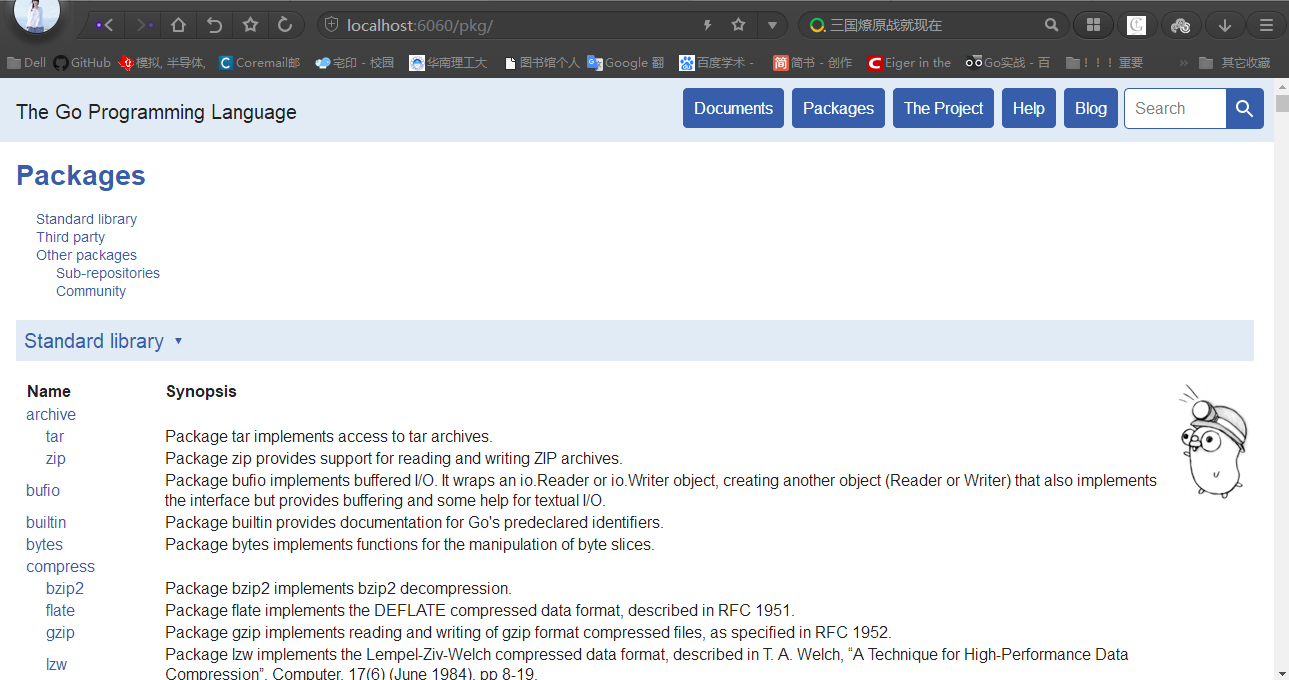 localhost:6060/pkg/
三国燎原战就现在
Dell GitHub 模拟, 半导体, Coremail邮 宅印 - 校园 华南理工大 图书馆个人 Google 翻 百度学术 - 简书 - 创作 Eiger in the Go实战 - 百 ！！！重要 » 其它收藏
The Go Programming Language
Documents Packages The Project Help Blog Search
Packages
Standard library
Third party
Other packages
Sub-repositories
Community
Standard library ▾
Name Synopsis
archive
tar Package tar implements access to tar archives.
zip Package zip provides support for reading and writing ZIP archives.
bufio Package bufio implements buffered I/O. It wraps an io.Reader or io.Writer object, creating another object (Reader or Writer) that also implements
the interface but provides buffering and some help for textual I/O.
builtin Package builtin provides documentation for Go's predeclared identifiers.
bytes Package bytes implements functions for the manipulation of byte slices.
compress
bzip2 Package bzip2 implements bzip2 decompression.
flate Package flate implements the DEFLATE compressed data format, described in RFC 1951.
gzip Package gzip implements reading and writing of gzip format compressed files, as specified in RFC 1952.
lzw Package lzw implements the Lempel-Ziv-Welch compressed data format, described in T. A. Welch, “A Technique for High-Performance Data
Compression”, Computer, 17(6) (June 1984), pp 8-19.